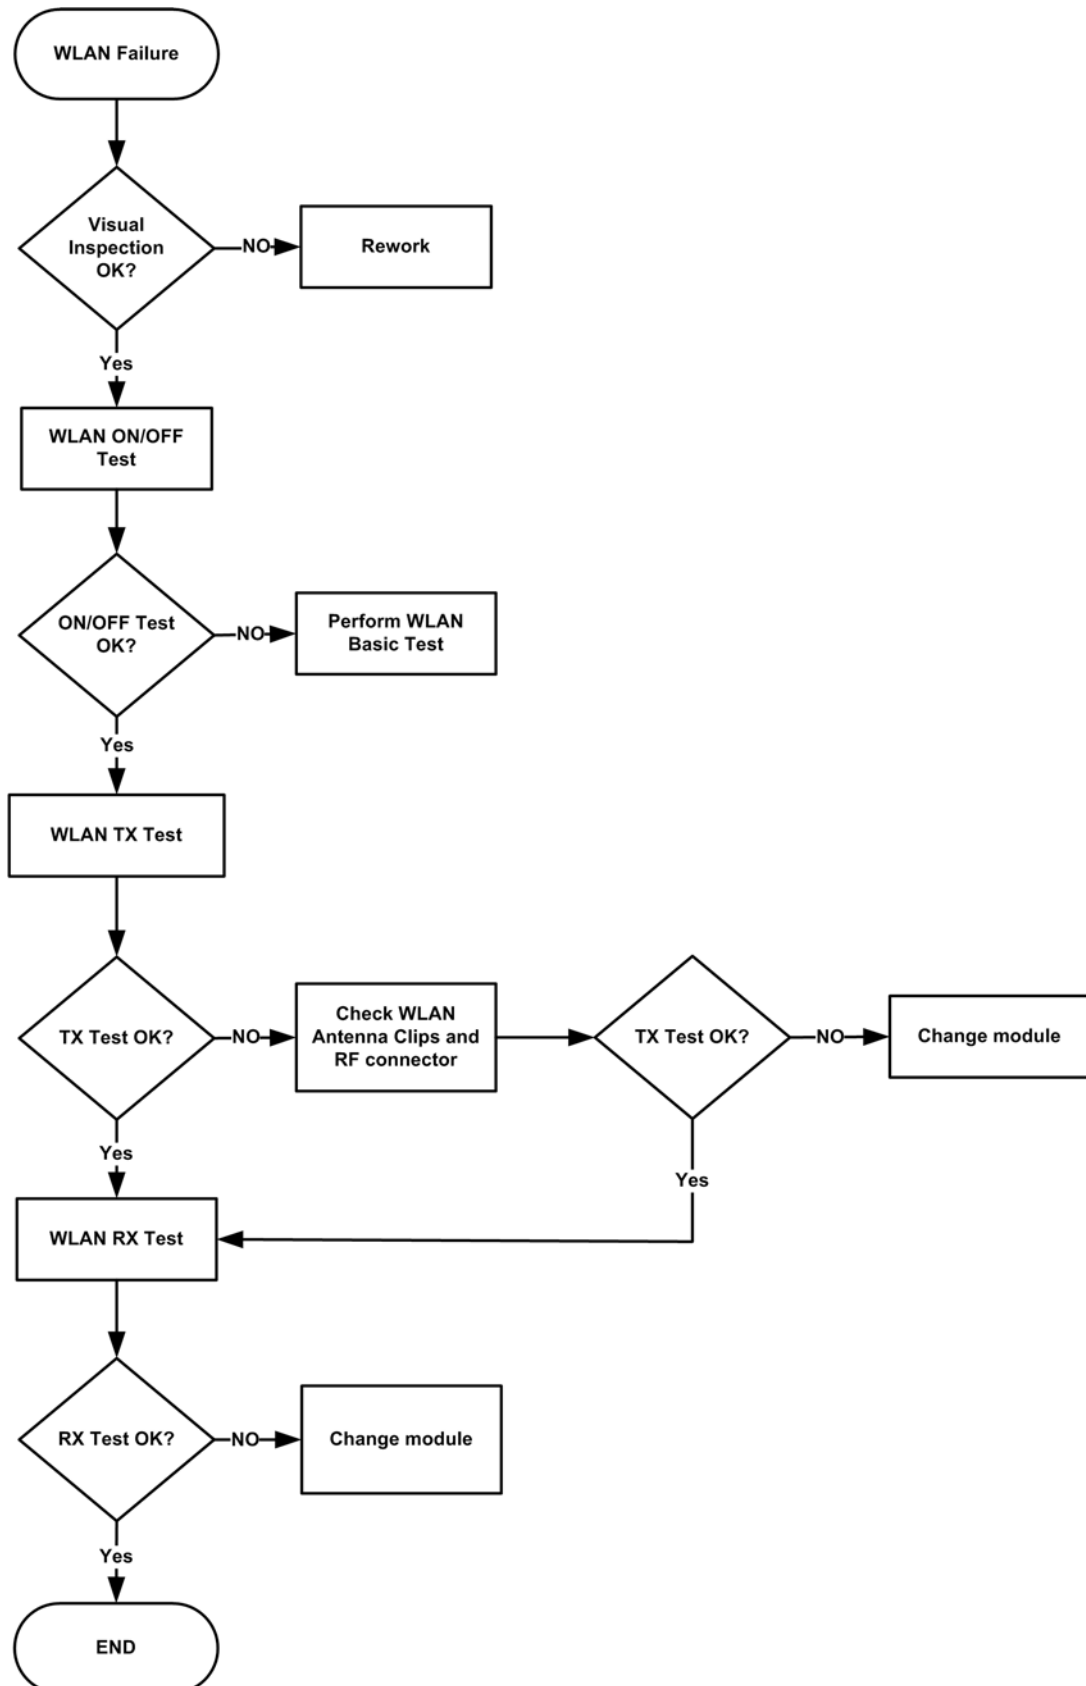 WLAN Failure
Visual
Inspection
OK?
NO
Rework
Yes
WLAN ON/OFF
Test
ON/OFF Test
OK?
NO
Perform WLAN
Basic Test
Yes
WLAN TX Test
TX Test OK?
NO
Check WLAN
Antenna Clips and
RF connector
TX Test OK?
NO
Change module
Yes
Yes
WLAN RX Test
RX Test OK?
NO
Change module
Yes
END